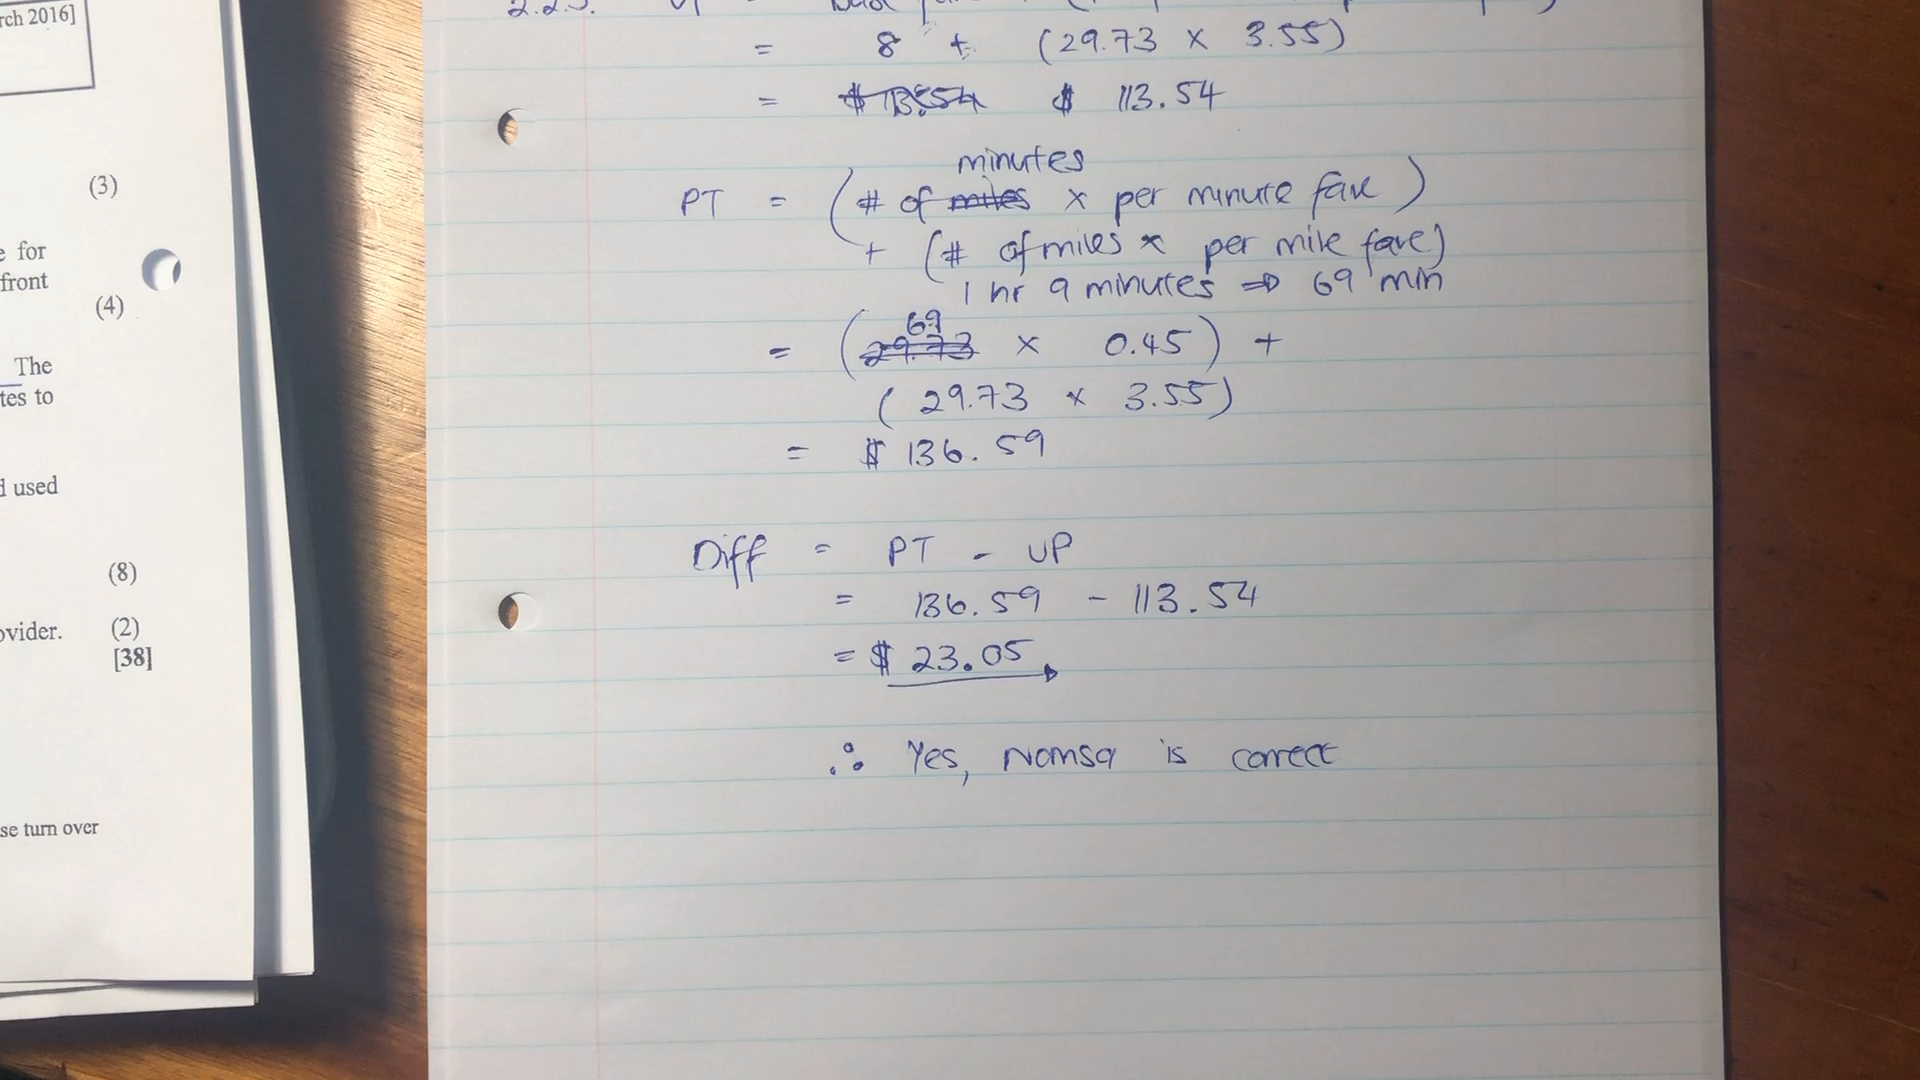 rch 2016]
(3)
e for
front
(4)
The
tes to
d used
(8)
ovider. (2)
[38]
se turn over
2.2.3.
= 8 + (29.73 × 3.55)
= $ 113.54
minutes
PT = (# of miles × per minute fare)
+ (# of miles × per mile fare)
1 hr 9 minutes ⇒ 69 min
69
= (29.73 × 0.45) +
(29.73 × 3.55)
= $ 136.59
Diff = PT - UP
= 136.59 - 113.54
= $ 23.05
∴ Yes, Nomsa is correct